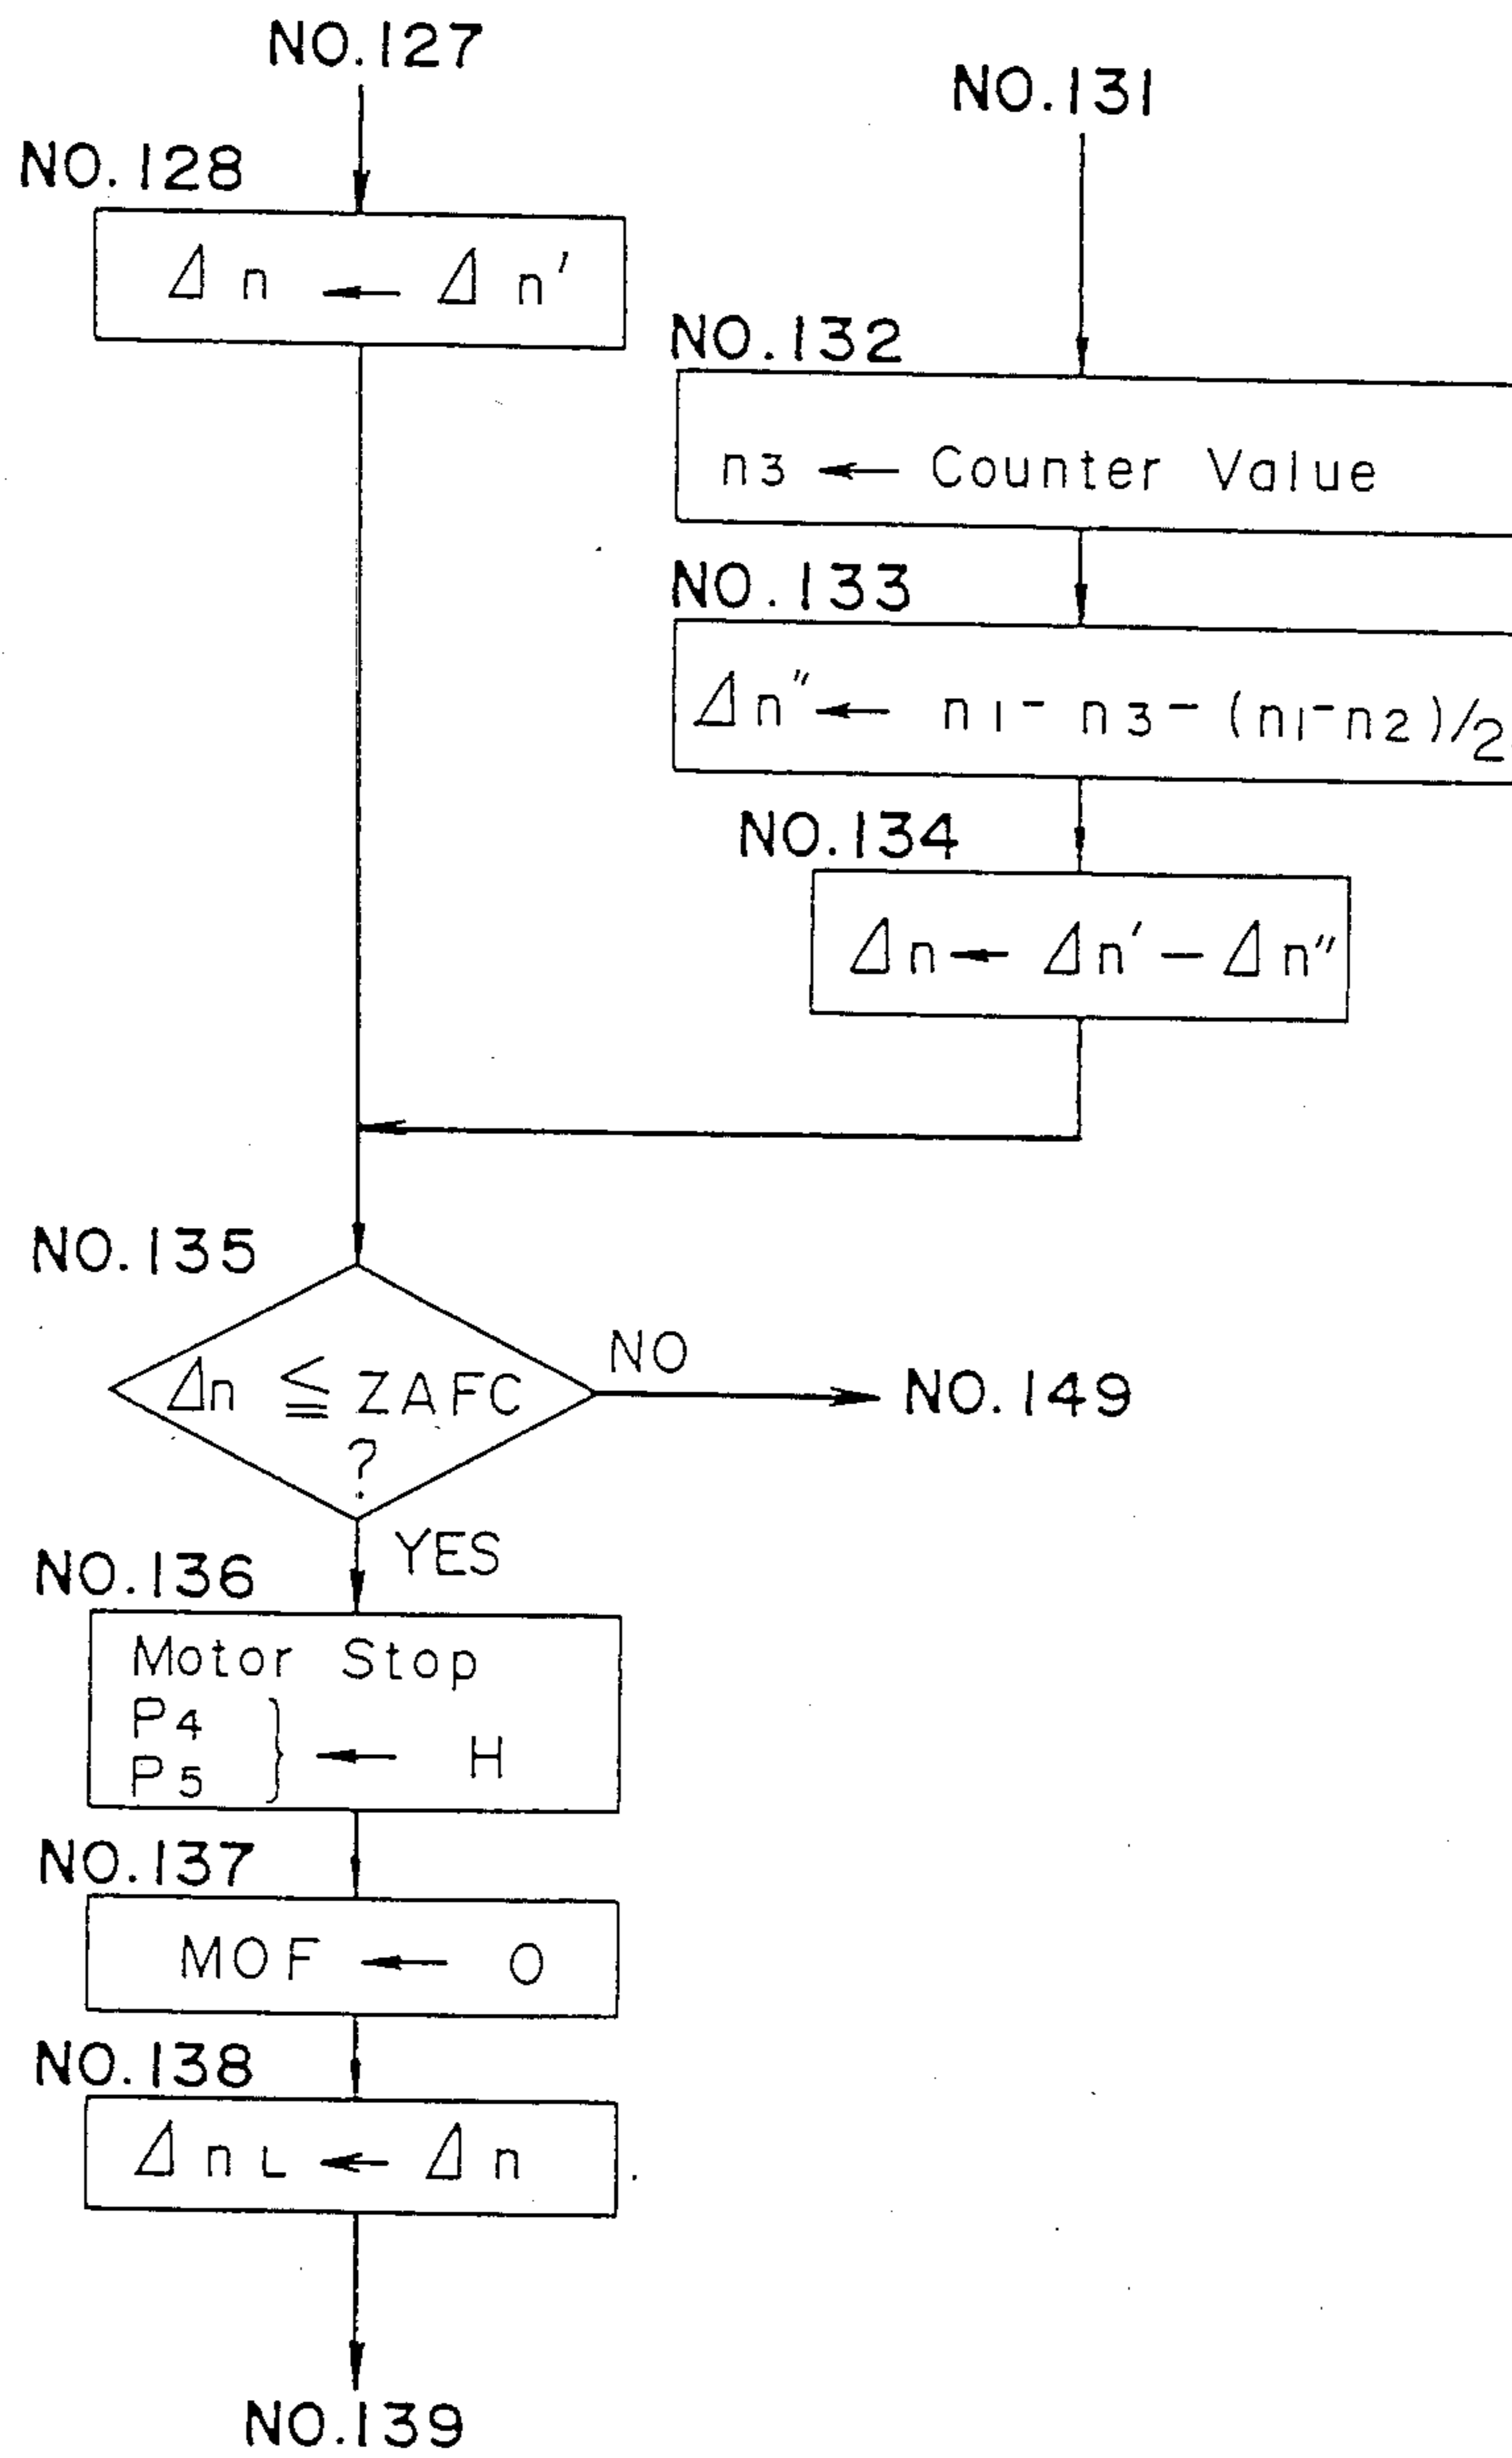 NO.127
NO.128
Δn ← Δn'
NO.131
NO.132
n3 ← Counter Value
NO.133
Δn" ← n1- n3-(n1-n2)/2
NO.134
Δn ← Δn' - Δn"
NO.135
Δn ≦ ZAFC
?
NO
NO.149
YES
NO.136
Motor Stop
P4
P5
} ← H
NO.137
MOF ← 0
NO.138
ΔnL ← Δn
NO.139